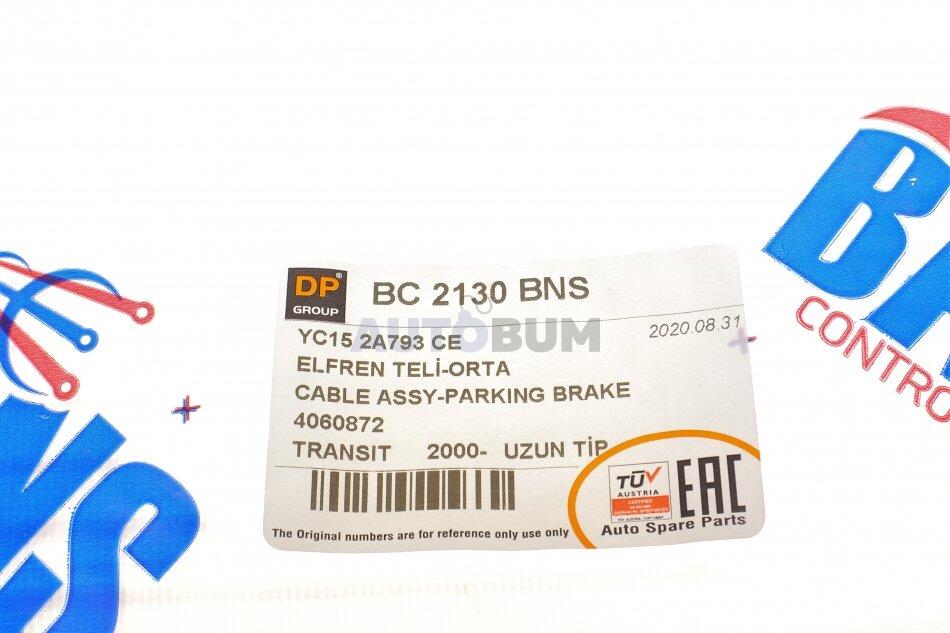 DP®
GROUP
BC 2130 BNS
YC15 2A793 CE
2020.08.31
ELFREN TELİ-ORTA
CABLE ASSY-PARKING BRAKE
4060872
TRANSIT 2000- UZUN TİP
The Original numbers are for reference only use only
TÜV
AUSTRIA
CERTIFIED
EAC
Auto Spare Parts
AUTOBUM
NS
B
CONTRO